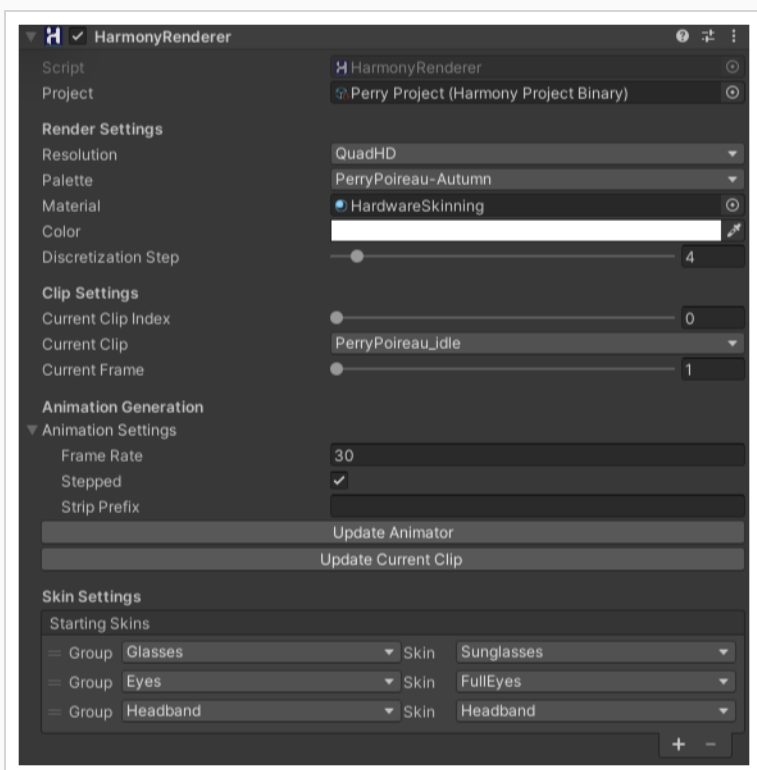 HarmonyRenderer
Script HarmonyRenderer
Project Perry Project (Harmony Project Binary)
Render Settings
Resolution QuadHD
Palette PerryPoireau-Autumn
Material HardwareSkinning
Color
Discretization Step 4
Clip Settings
Current Clip Index 0
Current Clip PerryPoireau_idle
Current Frame 1
Animation Generation
Animation Settings
Frame Rate 30
Stepped
Strip Prefix
Update Animator
Update Current Clip
Skin Settings
Starting Skins
Group Glasses Skin Sunglasses
Group Eyes Skin FullEyes
Group Headband Skin Headband